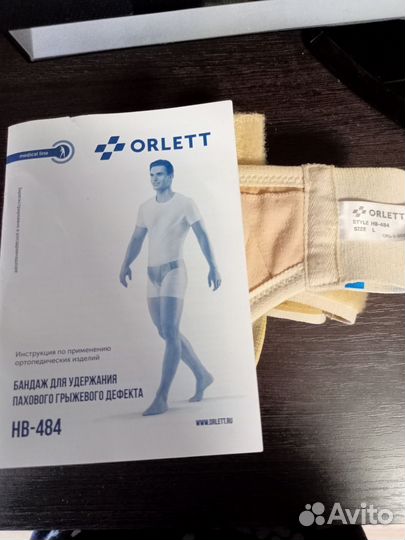 medical line
ORLETT
Инструкция по применению
ортопедических изделий
БАНДАЖ ДЛЯ УДЕРЖАНИЯ
ПАХОВОГО ГРЫЖЕВОГО ДЕФЕКТА
HB-484
WWW.ORLETT.RU
ORLETT
STYLE HB-484
SIZE L
Avito